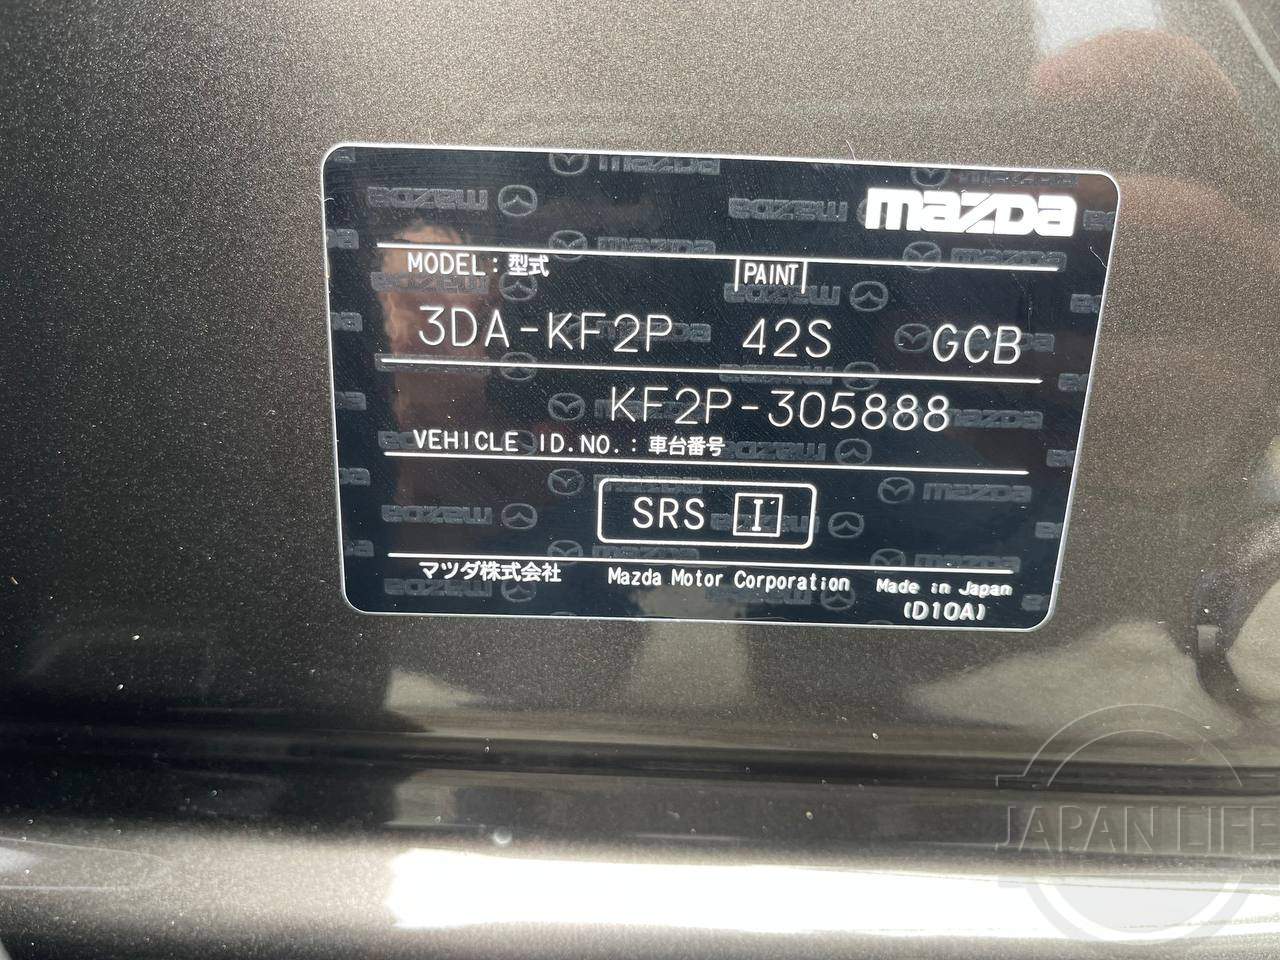 mazda
MODEL : 型式
PAINT
3DA-KF2P 42S GCB
KF2P-305888
VEHICLE ID.NO. : 車台番号
SRS I
マツダ株式会社 Mazda Motor Corporation Made in Japan
(D10A)
JAPAN LIFE